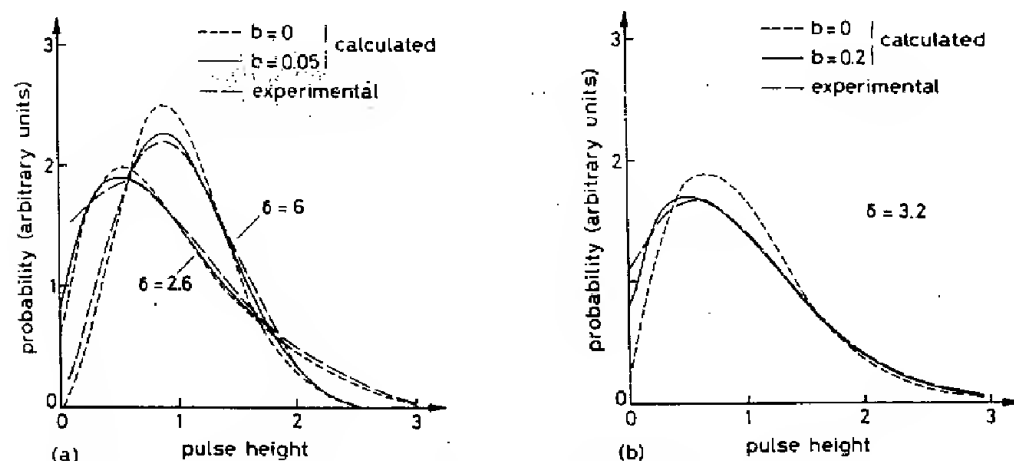 b=0
b=0.05
calculated
experimental
3
2
1
0
probability (arbitrary units)
δ=6
δ=2.6
0 1 2 3
pulse height
(a)
b=0
b=0.2
calculated
experimental
3
2
1
0
probability (arbitrary units)
δ=3.2
0 1 2 3
pulse height
(b)